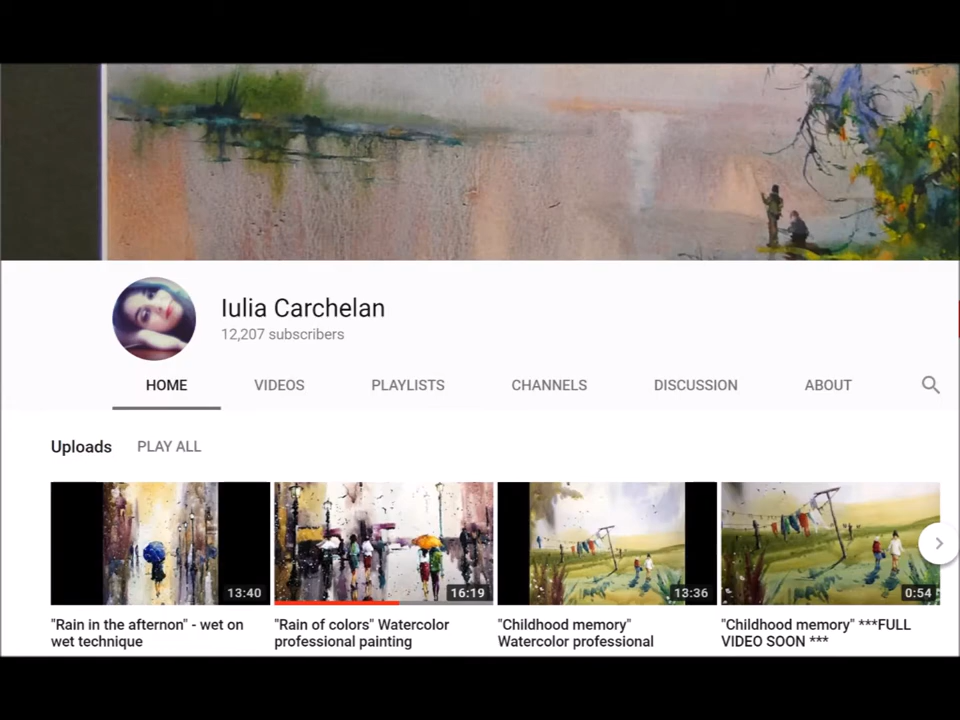 Iulia Carchelan
12,207 subscribers
HOME VIDEOS PLAYLISTS CHANNELS DISCUSSION ABOUT
Uploads PLAY ALL
13:40 16:19 13:36 0:54
"Rain in the afternon" - wet on
wet technique
"Rain of colors" Watercolor
professional painting
"Childhood memory"
Watercolor professional
"Childhood memory" ***FULL
VIDEO SOON ***